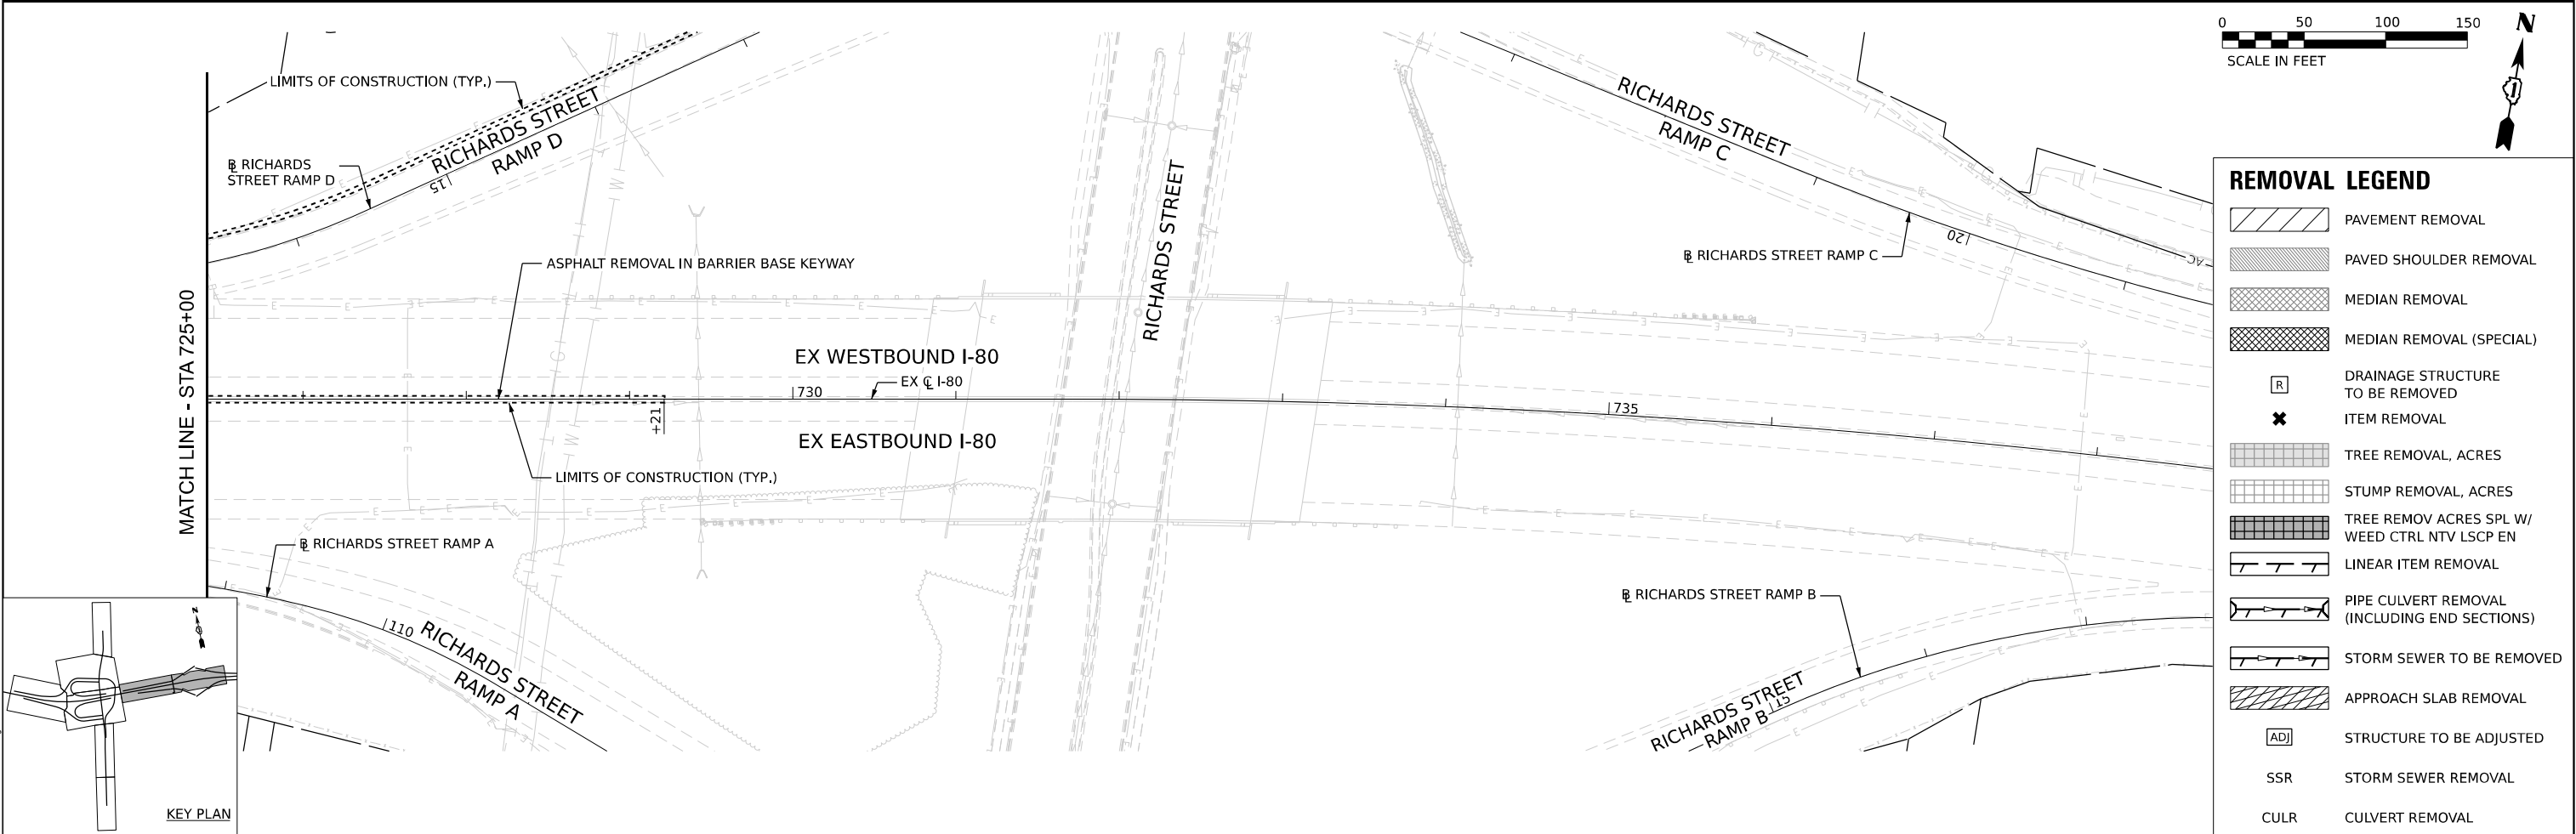 0 50 100 150
SCALE IN FEET
N
1
LIMITS OF CONSTRUCTION (TYP.)
RICHARDS STREET
RAMP D
℄ RICHARDS
STREET RAMP D
15
RICHARDS STREET
RAMP C
RICHARDS STREET
℄ RICHARDS STREET RAMP C
20
AC
ASPHALT REMOVAL IN BARRIER BASE KEYWAY
MATCH LINE - STA 725+00
EX WESTBOUND I-80
EX ℄ I-80
730
735
+21
EX EASTBOUND I-80
LIMITS OF CONSTRUCTION (TYP.)
℄ RICHARDS STREET RAMP A
110
RICHARDS STREET
RAMP A
℄ RICHARDS STREET RAMP B
RICHARDS STREET
RAMP B
15
N
KEY PLAN
REMOVAL LEGEND
PAVEMENT REMOVAL
PAVED SHOULDER REMOVAL
MEDIAN REMOVAL
MEDIAN REMOVAL (SPECIAL)
R DRAINAGE STRUCTURE
TO BE REMOVED
ITEM REMOVAL
TREE REMOVAL, ACRES
STUMP REMOVAL, ACRES
TREE REMOV ACRES SPL W/
WEED CTRL NTV LSCP EN
LINEAR ITEM REMOVAL
PIPE CULVERT REMOVAL
(INCLUDING END SECTIONS)
STORM SEWER TO BE REMOVED
APPROACH SLAB REMOVAL
ADJ STRUCTURE TO BE ADJUSTED
SSR STORM SEWER REMOVAL
CULR CULVERT REMOVAL